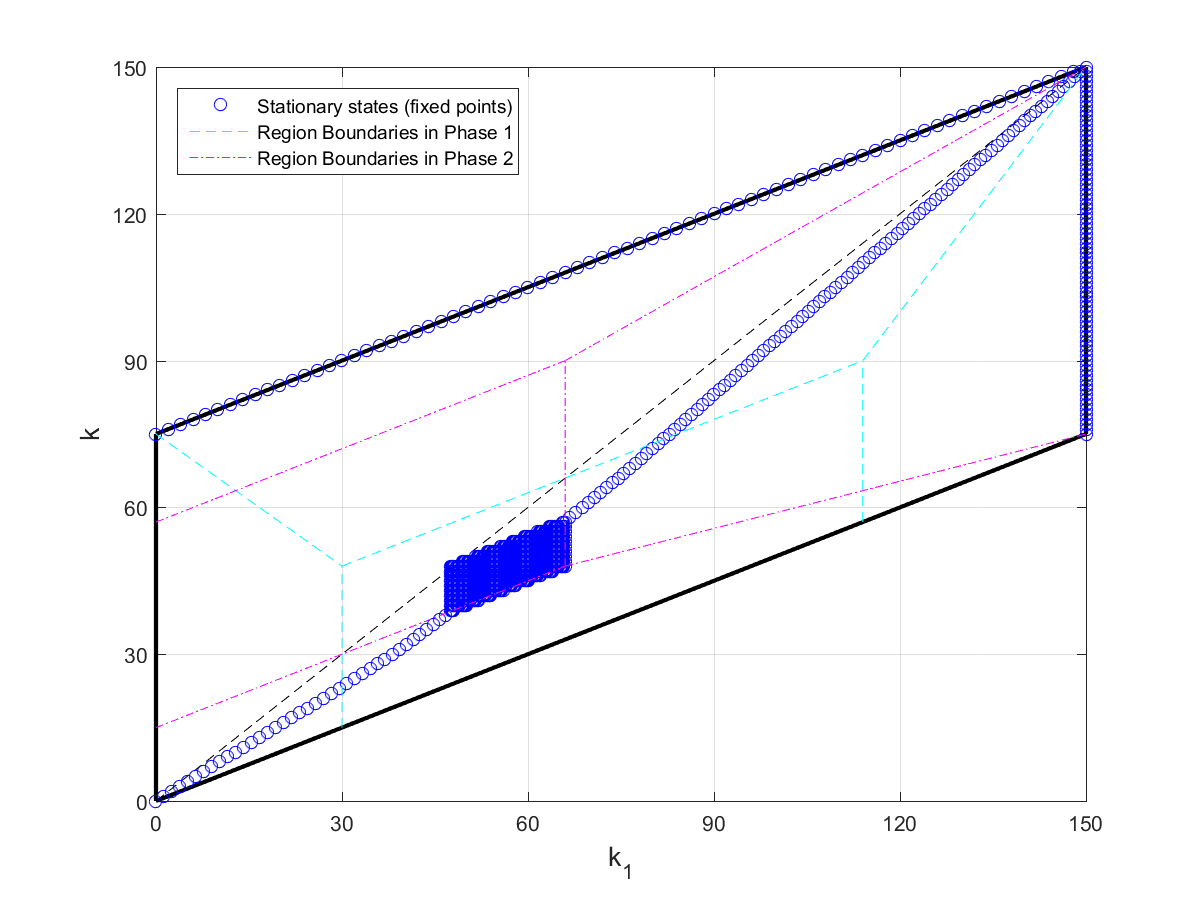 150
120
90
60
30
0
k
Stationary states (fixed points)
Region Boundaries in Phase 1
Region Boundaries in Phase 2
0 30 60 90 120 150
k₁